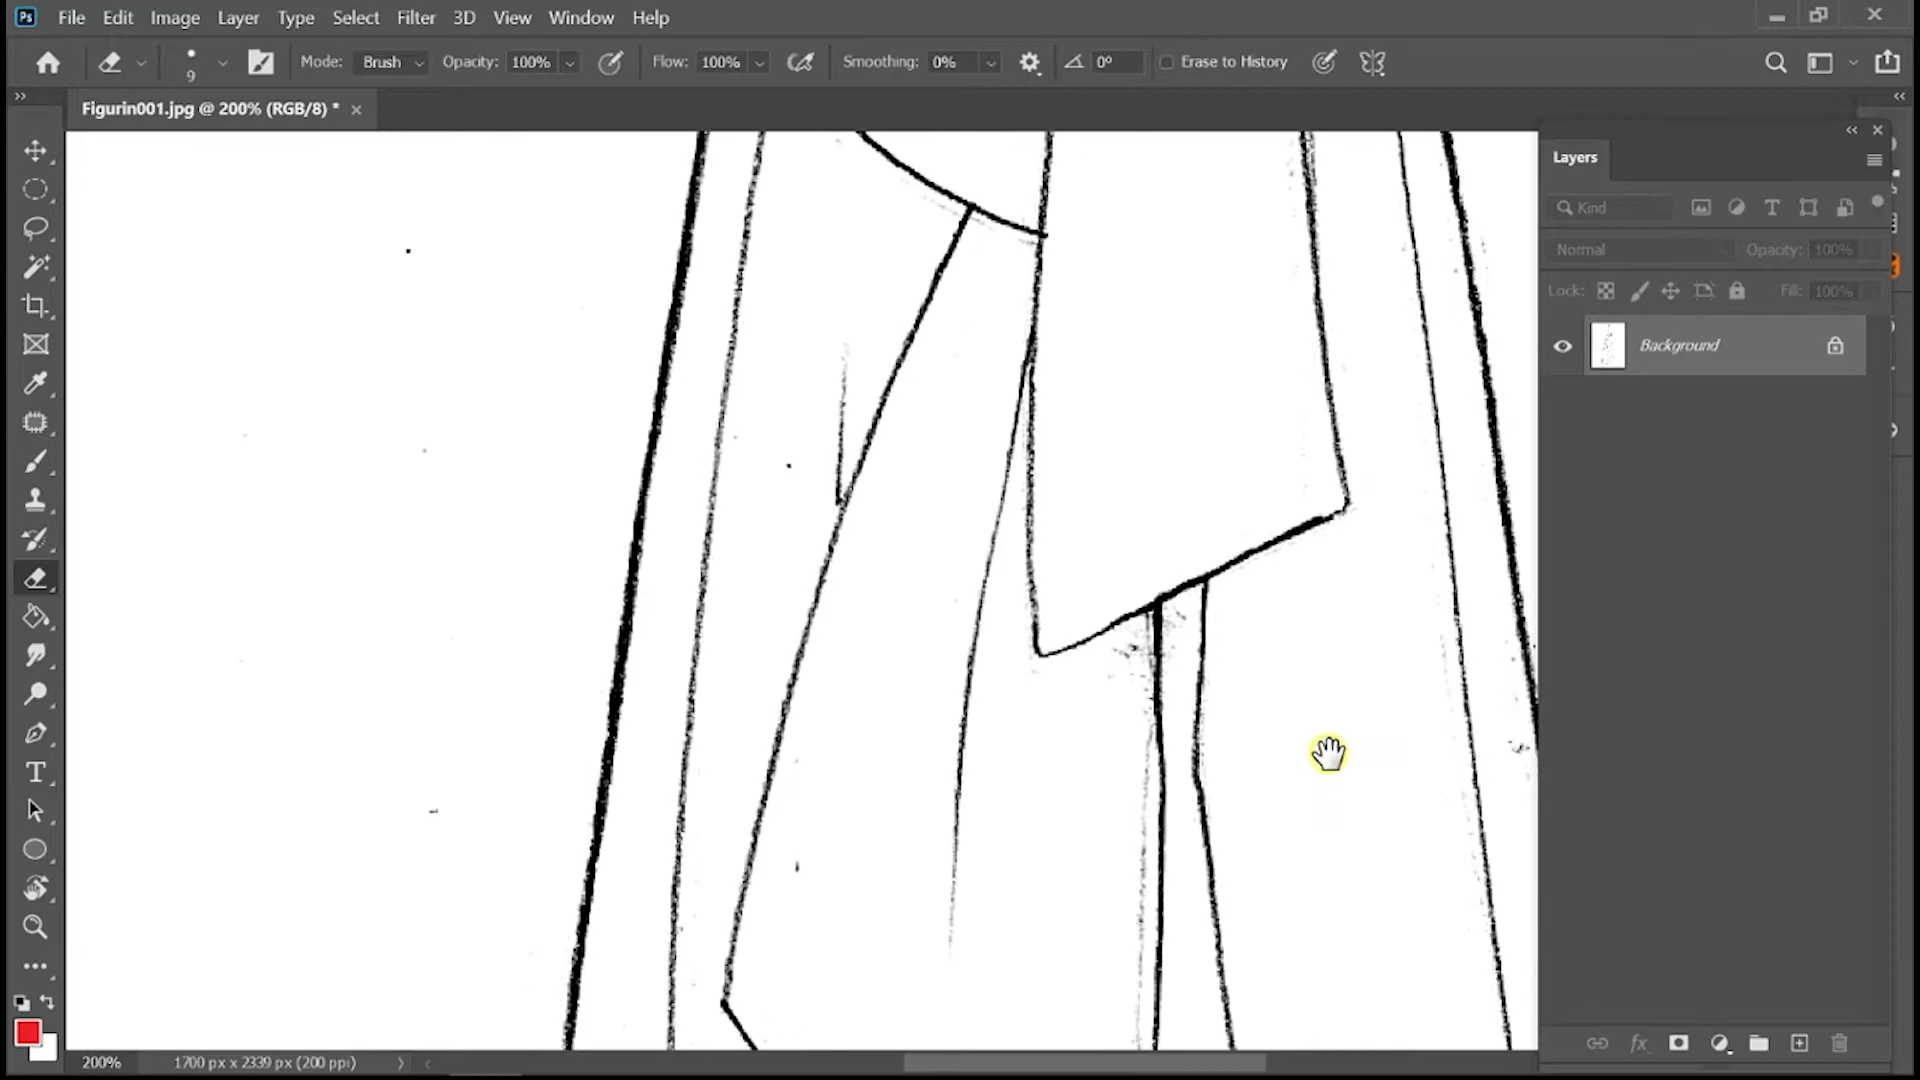 Ps File Edit Image Layer Type Select Filter 3D View Window Help
9 Mode: Brush Opacity: 100% Flow: 100% Smoothing: 0% 0° Erase to History
Figurin001.jpg @ 200% (RGB/8) *
Layers
Kind
Normal Opacity: 100%
Lock: Fill: 100%
Background
T
fx
200% 1700 px x 2339 px (200 ppi)